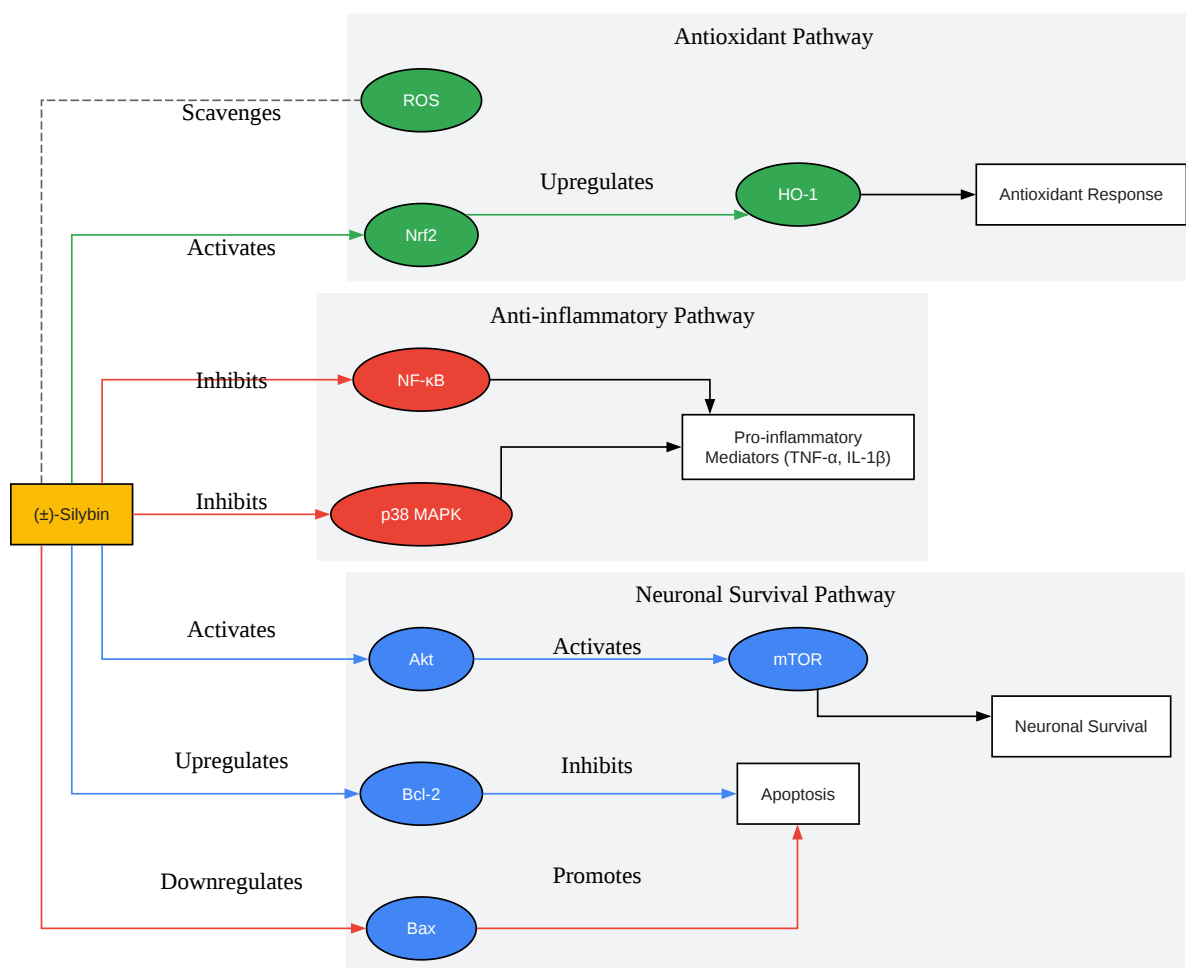 Antioxidant Pathway
ROS
Scavenges
Upregulates
HO-1
Antioxidant Response
Nrf2
Activates
Anti-inflammatory Pathway
Inhibits
NF-κB
Pro-inflammatory
Mediators (TNF-α, IL-1β)
Inhibits
p38 MAPK
(±)-Silybin
Neuronal Survival Pathway
Activates
Akt
Activates
mTOR
Neuronal Survival
Upregulates
Bcl-2
Inhibits
Apoptosis
Downregulates
Promotes
Bax